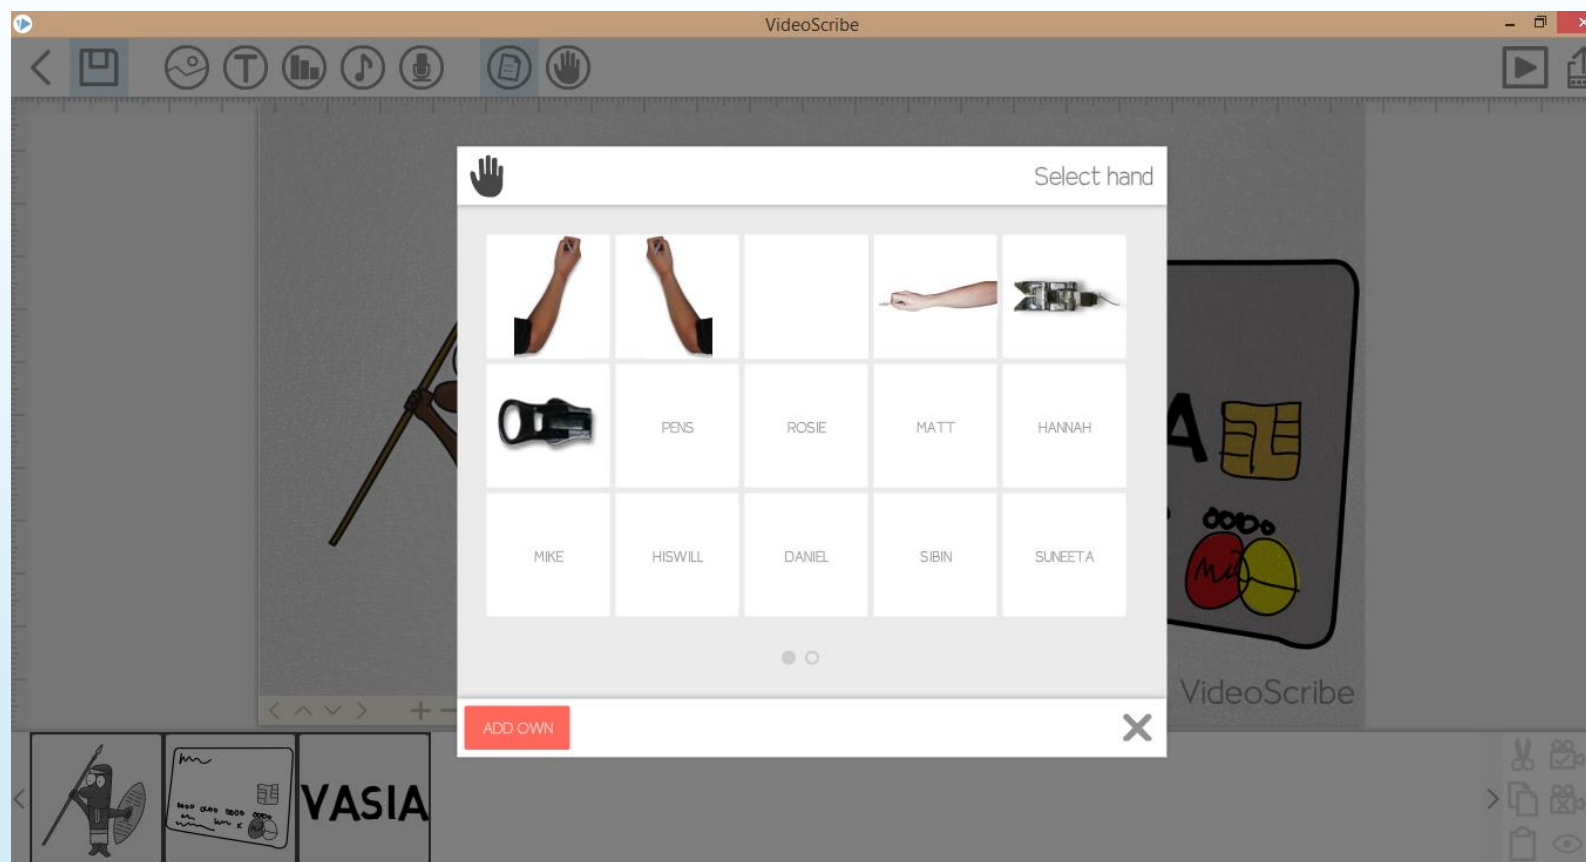 VideoScribe
T
Select hand
PENS
ROSIE
MATT
HANNAH
MIKE
HISWILL
DANIEL
SIBIN
SUNEETA
A
VideoScribe
ADD OWN
VASIA